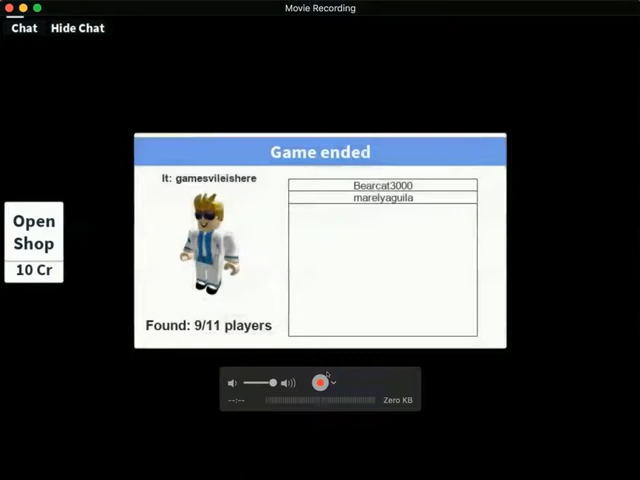 Movie Recording
Chat Hide Chat
Game ended
It: gamesvileishere
Bearcat3000
marelyaguila
Open
Shop
10 Cr
Found: 9/11 players
--:-- Zero KB